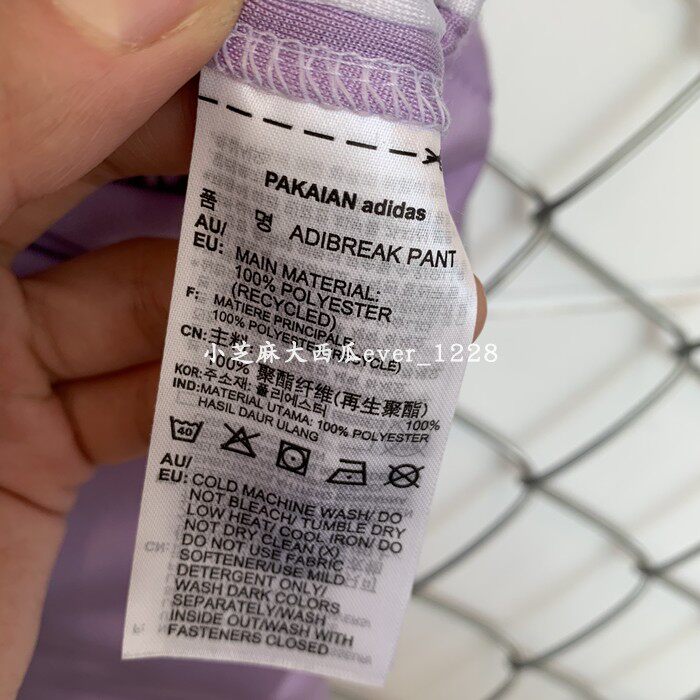 PAKAIAN adidas
품 명 ADIBREAK PANT
AU/
EU: MAIN MATERIAL:
100% POLYESTER
(RECYCLED)
F: MATIERE PRINCIPALE:
100% POLYESTER
CN: 主料
小芝麻大西瓜ever_1228
100% 聚酯纤维(再生聚酯)
KOR: 주소재: 폴리에스터 100%
IND: MATERIAL UTAMA: 100% POLYESTER
HASIL DAUR ULANG
40
AU/
EU: COLD MACHINE WASH/ DO
NOT BLEACH/ TUMBLE DRY
LOW HEAT/ COOL IRON/ DO
NOT DRY CLEAN (X)
DO NOT USE FABRIC
SOFTENER/USE MILD
DETERGENT ONLY/
WASH DARK COLORS
SEPARATELY/WASH
INSIDE OUT/WASH WITH
FASTENERS CLOSED